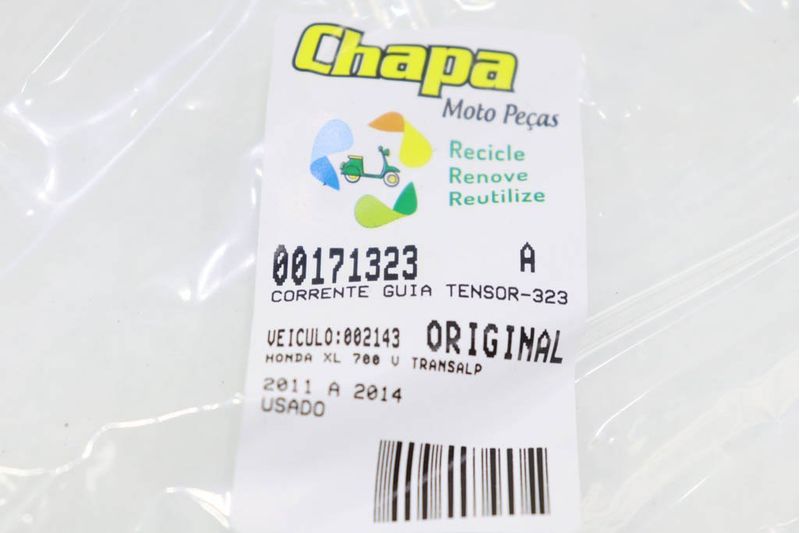 Chapa
Moto Peças
Recicle
Renove
Reutilize
00171323 A
CORRENTE GUIA TENSOR-323
VEICULO:002143 ORIGINAL
HONDA XL 700 V TRANSALP
2011 A 2014
USADO